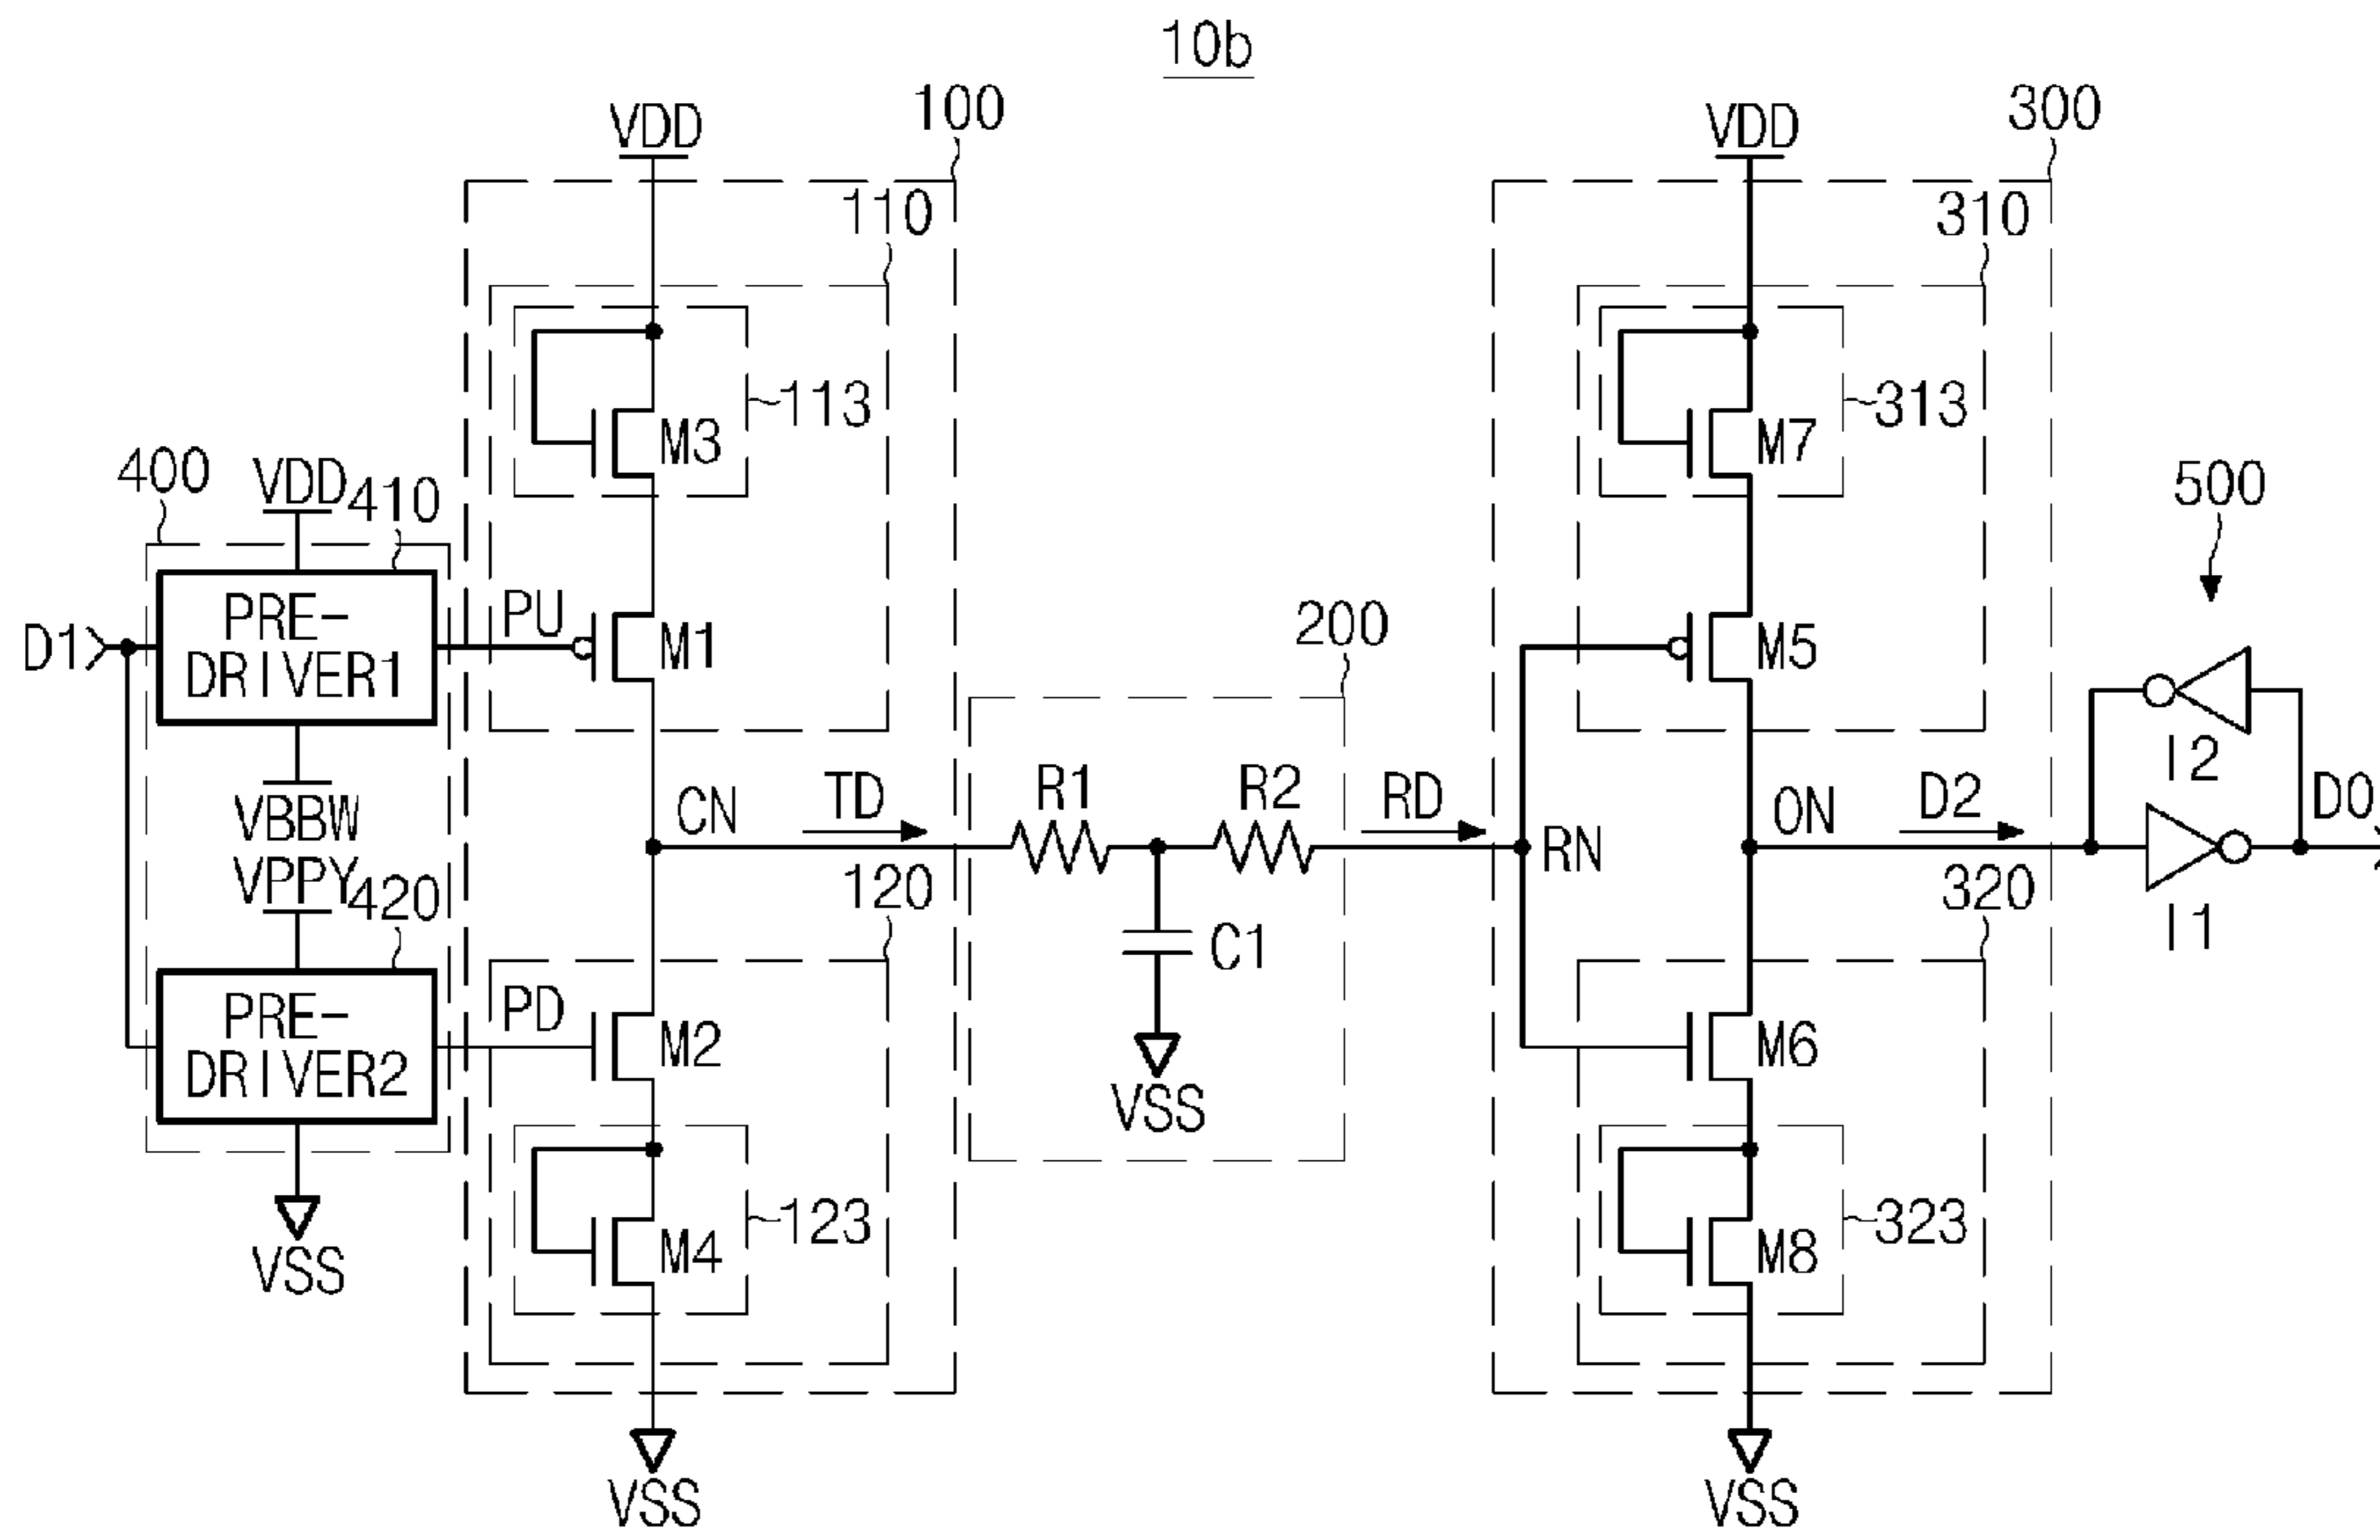 10b
100
300
VDD
VDD
110
310
113
313
M3
M7
400
VDD
410
500
PRE-
DRIVER1
D1
PU
M1
M5
200
I2
VBBW
CN
TD
R1
R2
RD
RN
ON
D2
DO
VPPY
420
120
320
I1
C1
PRE-
DRIVER2
PD
M2
M6
VSS
123
323
M4
M8
VSS
VSS
VSS